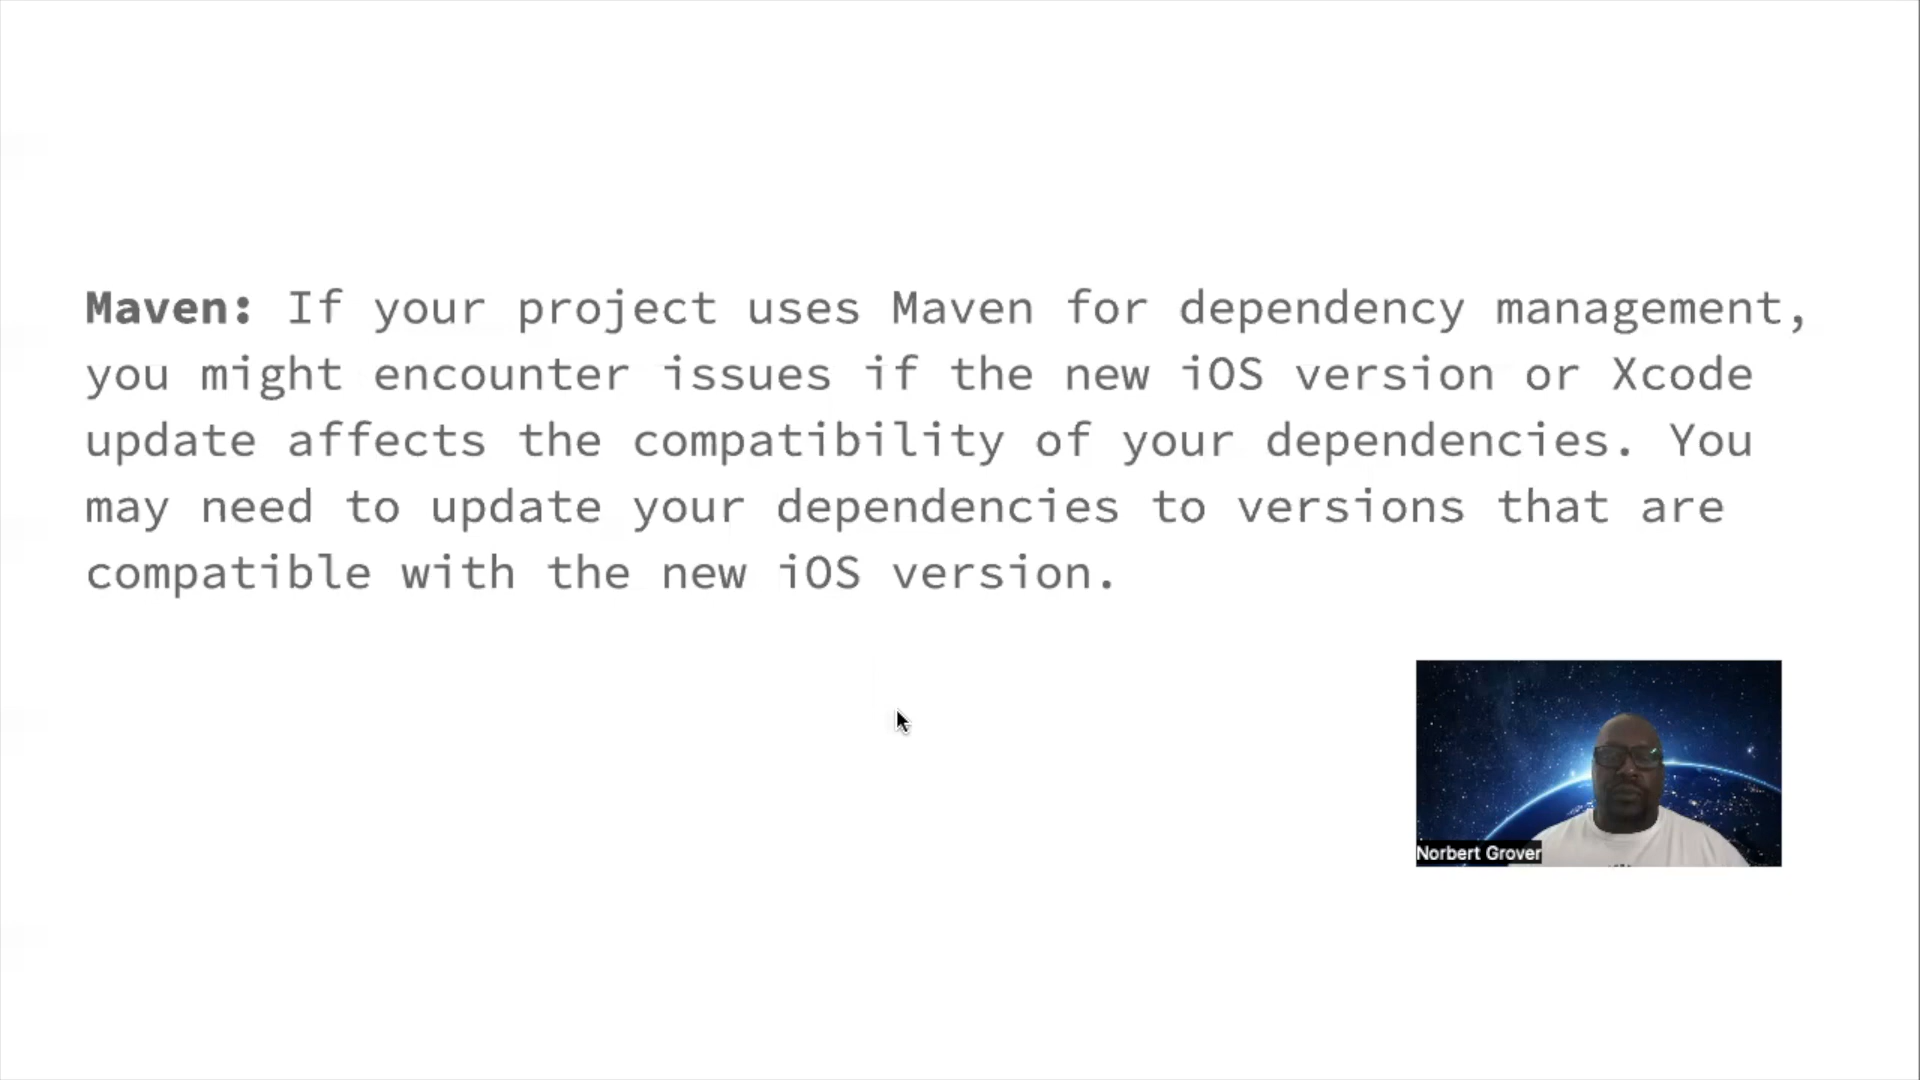 Maven: If your project uses Maven for dependency management,
you might encounter issues if the new iOS version or Xcode
update affects the compatibility of your dependencies. You
may need to update your dependencies to versions that are
compatible with the new iOS version.
Norbert Grover